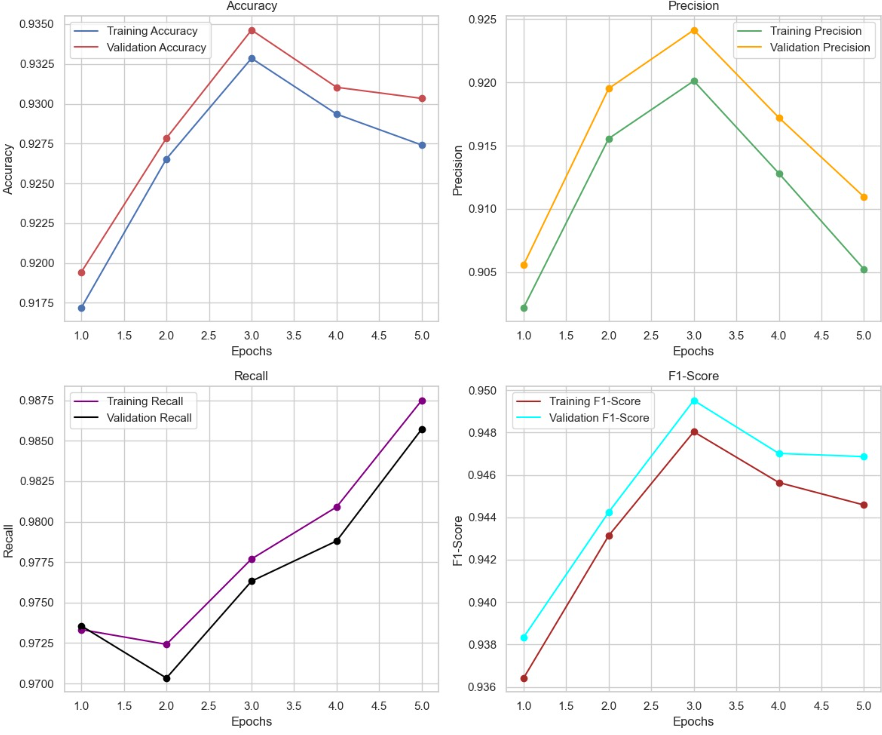 Accuracy
Training Accuracy
Validation Accuracy
0.9350
0.9325
0.9300
0.9275
0.9250
0.9225
0.9200
0.9175
Accuracy
1.0 1.5 2.0 2.5 3.0 3.5 4.0 4.5 5.0
Epochs
Precision
Training Precision
Validation Precision
0.925
0.920
0.915
0.910
0.905
Precision
1.0 1.5 2.0 2.5 3.0 3.5 4.0 4.5 5.0
Epochs
Recall
Training Recall
Validation Recall
0.9875
0.9850
0.9825
0.9800
0.9775
0.9750
0.9725
0.9700
Recall
1.0 1.5 2.0 2.5 3.0 3.5 4.0 4.5 5.0
Epochs
F1-Score
Training F1-Score
Validation F1-Score
0.950
0.948
0.946
0.944
0.942
0.940
0.938
0.936
F1-Score
1.0 1.5 2.0 2.5 3.0 3.5 4.0 4.5 5.0
Epochs